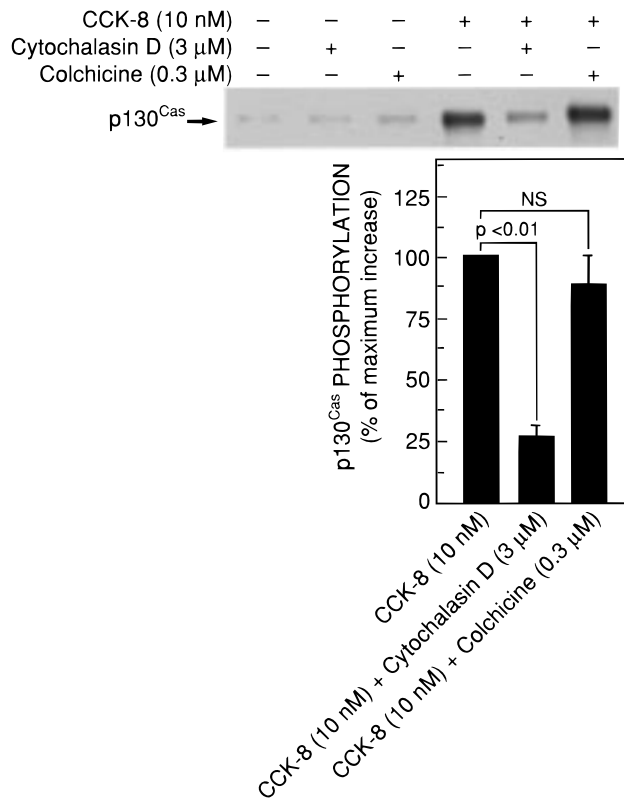 CCK-8 (10 nM) – – – + + +
Cytochalasin D (3 μM) – + – – + –
Colchicine (0.3 μM) – – + – – +
p130Cas
p130Cas PHOSPHORYLATION
(% of maximum increase)
125
100
75
50
25
0
NS
p <0.01
CCK-8 (10 nM)
CCK-8 (10 nM) + Cytochalasin D (3 μM)
CCK-8 (10 nM) + Colchicine (0.3 μM)